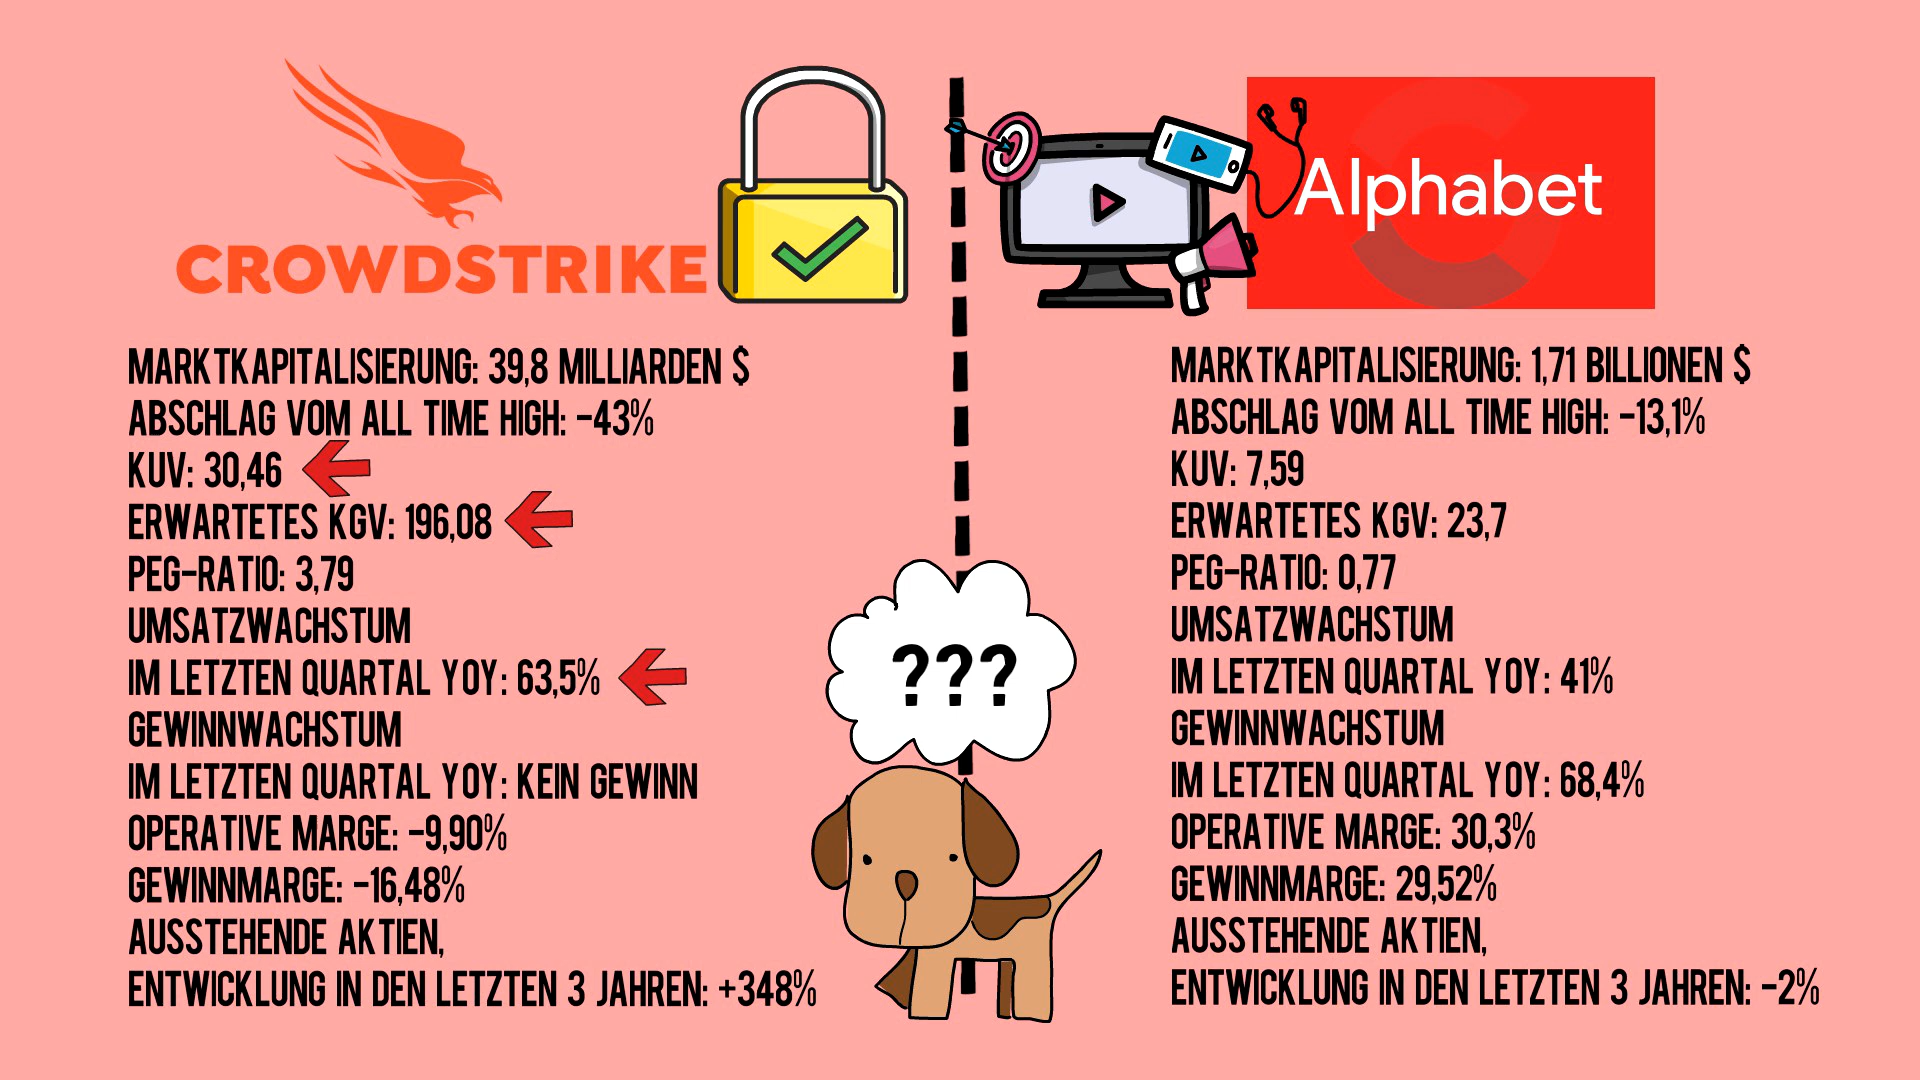 CROWDSTRIKE
MARKTKAPITALISIERUNG: 39,8 MILLIARDEN $
ABSCHLAG VOM ALL TIME HIGH: -43%
KUV: 30,46
ERWARTETES KGV: 196,08
PEG-RATIO: 3,79
UMSATZWACHSTUM
IM LETZTEN QUARTAL YOY: 63,5%
GEWINNWACHSTUM
IM LETZTEN QUARTAL YOY: KEIN GEWINN
OPERATIVE MARGE: -9,90%
GEWINNMARGE: -16,48%
AUSSTEHENDE AKTIEN,
ENTWICKLUNG IN DEN LETZTEN 3 JAHREN: +348%
???
Alphabet
MARKTKAPITALISIERUNG: 1,71 BILLIONEN $
ABSCHLAG VOM ALL TIME HIGH: -13,1%
KUV: 7,59
ERWARTETES KGV: 23,7
PEG-RATIO: 0,77
UMSATZWACHSTUM
IM LETZTEN QUARTAL YOY: 41%
GEWINNWACHSTUM
IM LETZTEN QUARTAL YOY: 68,4%
OPERATIVE MARGE: 30,3%
GEWINNMARGE: 29,52%
AUSSTEHENDE AKTIEN,
ENTWICKLUNG IN DEN LETZTEN 3 JAHREN: -2%